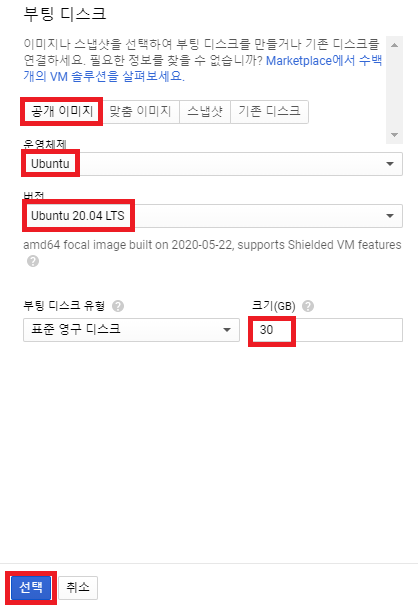 부팅 디스크
이미지나 스냅샷을 선택하여 부팅 디스크를 만들거나 기존 디스크를
연결하세요. 필요한 정보를 찾을 수 없습니까? Marketplace에서 수백
개의 VM 솔루션을 살펴보세요.
공개 이미지 맞춤 이미지 스냅샷 기존 디스크
운영체제
Ubuntu
버전
Ubuntu 20.04 LTS
amd64 focal image built on 2020-05-22, supports Shielded VM features
?
부팅 디스크 유형 ? 크기(GB) ?
표준 영구 디스크 30
선택 취소